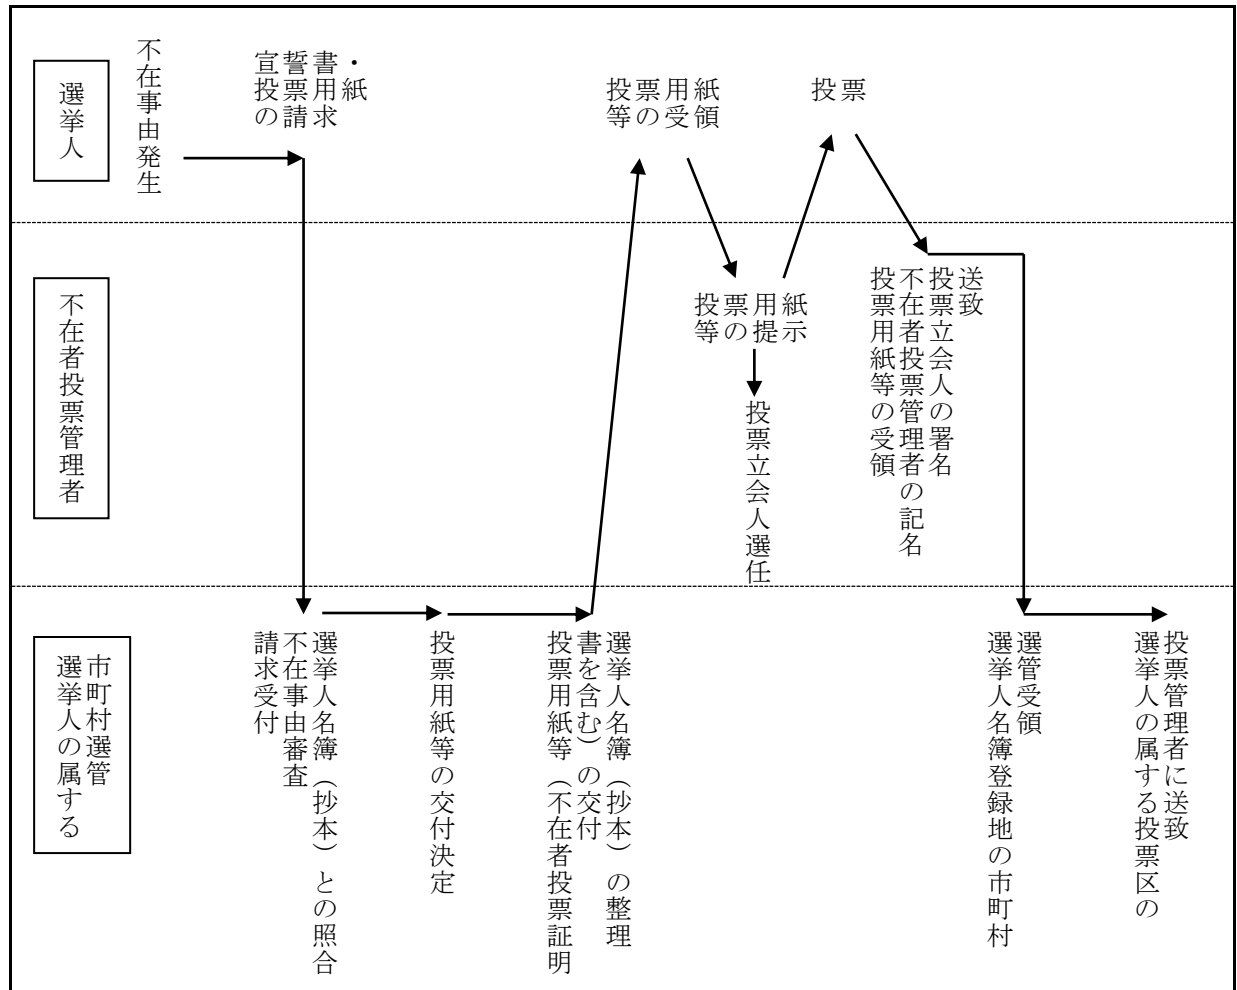 選挙人
不在事由発生
宣誓書・
投票用紙
の請求
投票用紙
等の受領
投票
不在者投票管理者
投票用紙
等の提示
投票立会人選任
投票用紙等の受領
不在者投票管理者の記名
投票立会人の署名
送致
選挙人の属する
市町村選管
請求受付
不在事由審査
選挙人名簿（抄本）との照合
投票用紙等の交付決定
投票用紙等（不在者投票証明
書を含む）の交付
選挙人名簿（抄本）の整理
選挙人名簿登録地の市町村
選管受領
選挙人の属する投票区の
投票管理者に送致